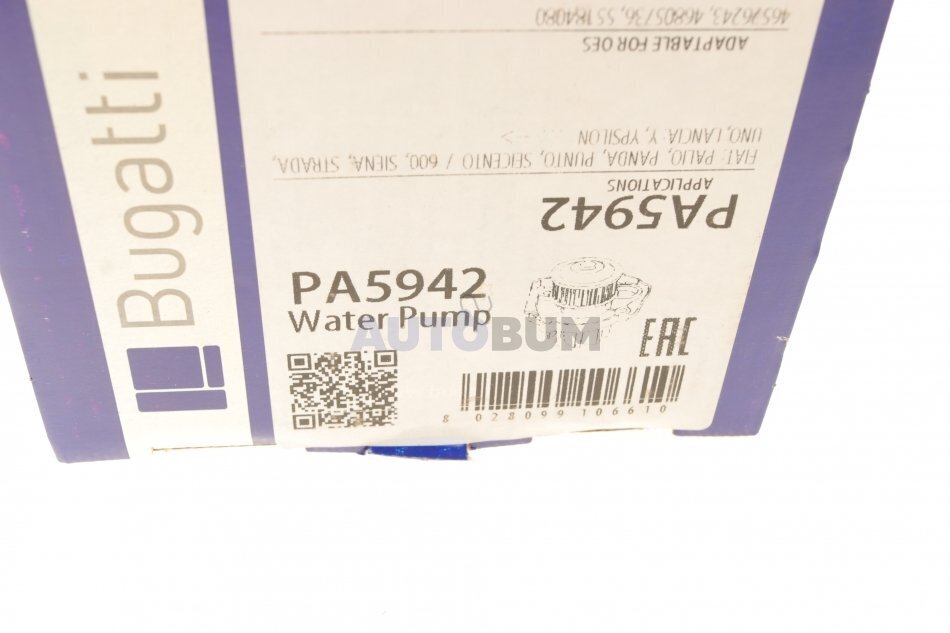 Bugatti
PA5942
Water Pump
AUTOBUM
EAC
8 028099 106610
PA5942
APPLICATIONS
FIAT: PALIO, PANDA, PUNTO, SEICENTO / 600, SIENA, STRADA,
UNO, LANCIA: Y, YPSILON
ADAPTABLE FOR OES
46526243, 46805736, 55184080